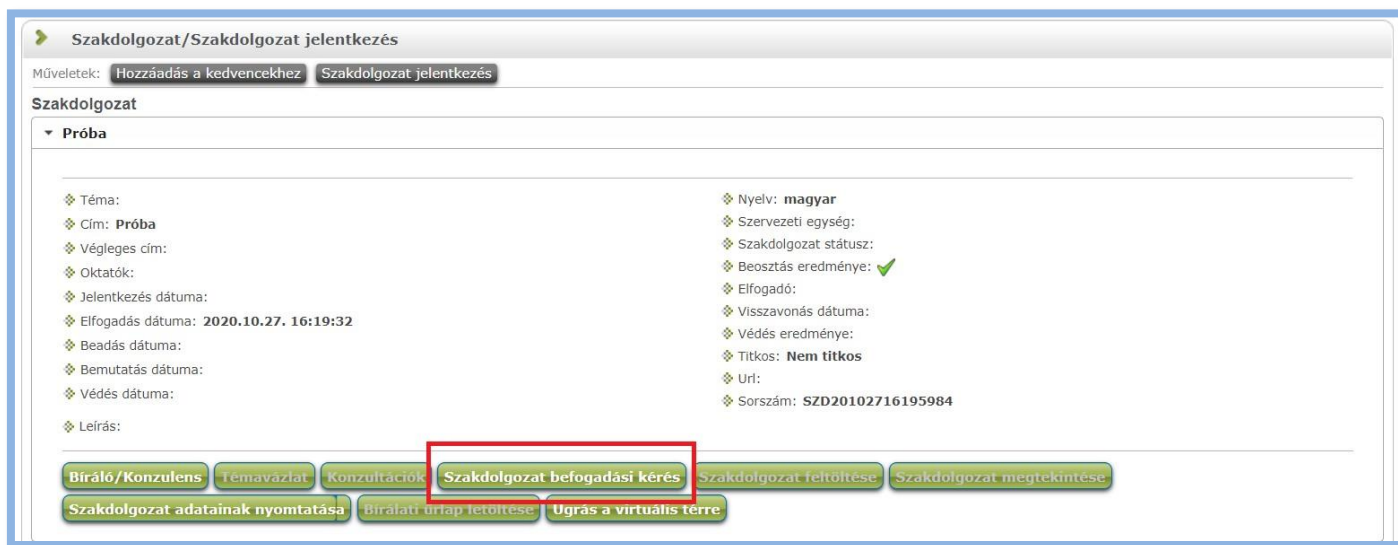 Szakdolgozat/Szakdolgozat jelentkezés
Műveletek: Hozzáadás a kedvencekhez Szakdolgozat jelentkezés
Szakdolgozat
Próba
Téma:
Cím: Próba
Végleges cím:
Oktatók:
Jelentkezés dátuma:
Elfogadás dátuma: 2020.10.27. 16:19:32
Beadás dátuma:
Bemutatás dátuma:
Védés dátuma:
Leírás:
Nyelv: magyar
Szervezeti egység:
Szakdolgozat státusz:
Beosztás eredménye:
Elfogadó:
Visszavonás dátuma:
Védés eredménye:
Titkos: Nem titkos
Url:
Sorszám: SZD20102716195984
Bíráló/Konzulens Témavázlat Konzultációk Szakdolgozat befogadási kérés Szakdolgozat feltöltése Szakdolgozat megtekintése
Szakdolgozat adatainak nyomtatása Bírálati űrlap letöltése Ugrás a virtuális térre